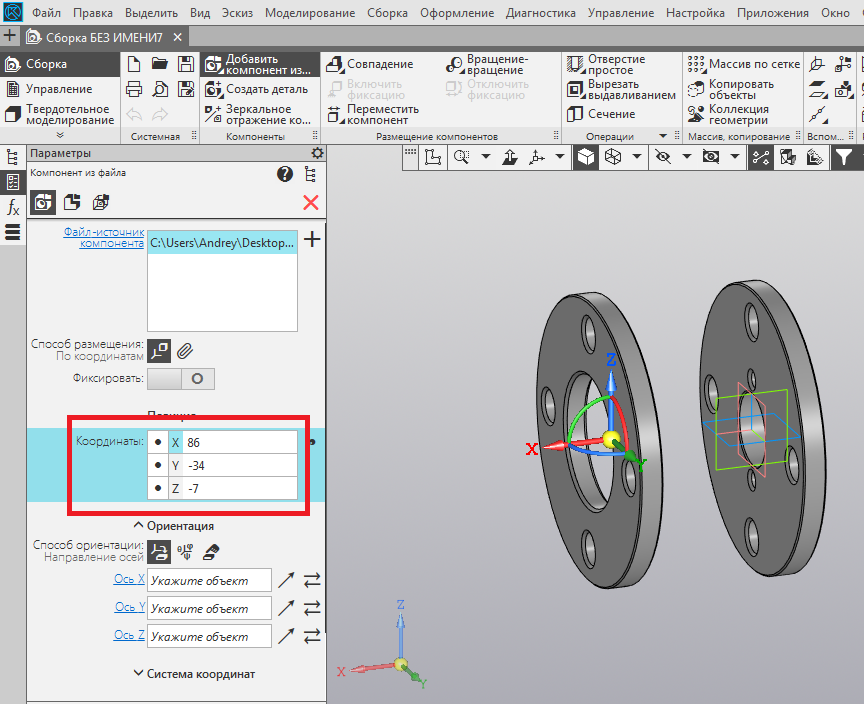 Файл Правка Выделить Вид Эскиз Моделирование Сборка Оформление Диагностика Управление Настройка Приложения Окно
Сборка БЕЗ ИМЕНИ7
Сборка
Управление
Твердотельное
моделирование
Системная
Добавить
компонент из...
Создать деталь
Зеркальное
отражение ко...
Компоненты
Совпадение
Включить
фиксацию
Переместить
компонент
Вращение-
вращение
Отключить
фиксацию
Размещение компонентов
Отверстие
простое
Вырезать
выдавливанием
Сечение
Операции
Массив по сетке
Копировать
объекты
Коллекция
геометрии
Массив, копирование
Вспом...
Параметры
Компонент из файла
Файл-источник
компонента
C:\Users\Andrey\Desktop...
Способ размещения:
По координатам
Фиксировать:
Позиция
Координаты:
X 86
Y -34
Z -7
Ориентация
Способ ориентации:
Направление осей
Ось X Укажите объект
Ось Y Укажите объект
Ось Z Укажите объект
Система координат
Z
X
Y
Z
X
Y